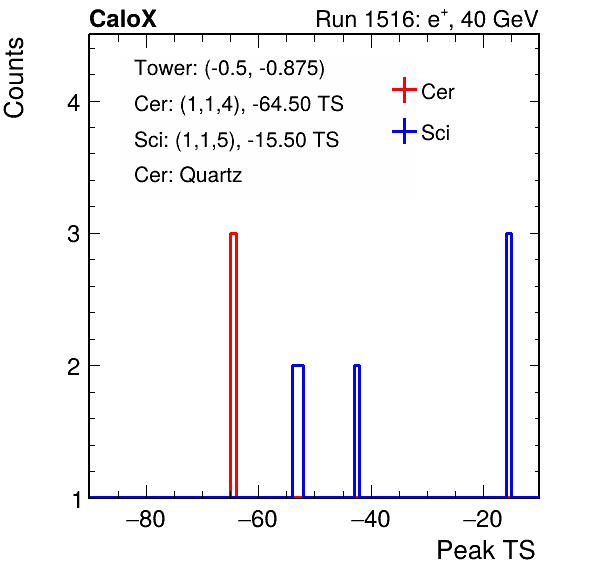 CaloX Run 1516: e⁺, 40 GeV
Counts
Tower: (-0.5, -0.875)
Cer: (1,1,4), -64.50 TS
Sci: (1,1,5), -15.50 TS
Cer: Quartz
Cer
Sci
4
3
2
1
−80 −60 −40 −20
Peak TS